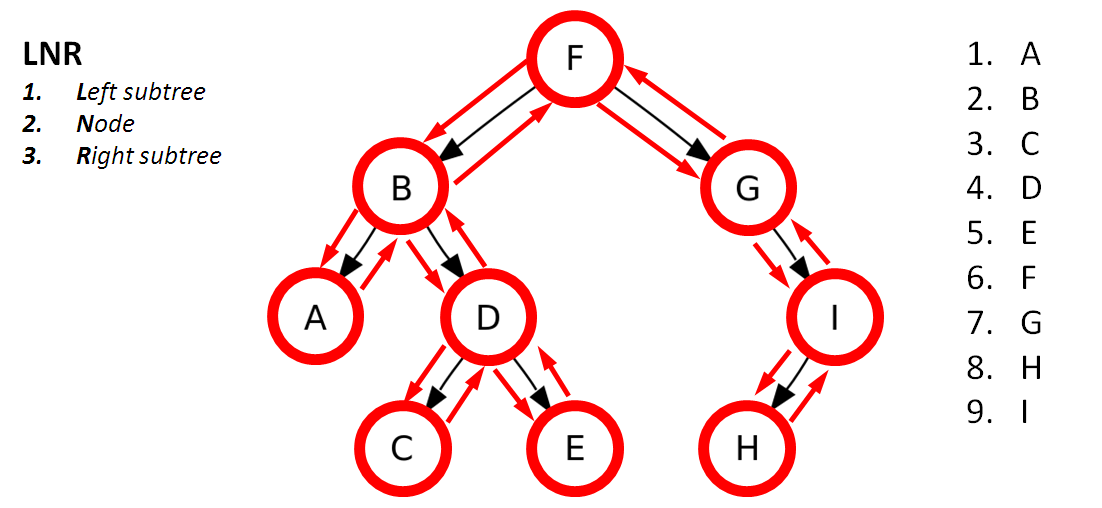 LNR
1. Left subtree
2. Node
3. Right subtree
F
B
G
A
D
I
C
E
H
1. A
2. B
3. C
4. D
5. E
6. F
7. G
8. H
9. I